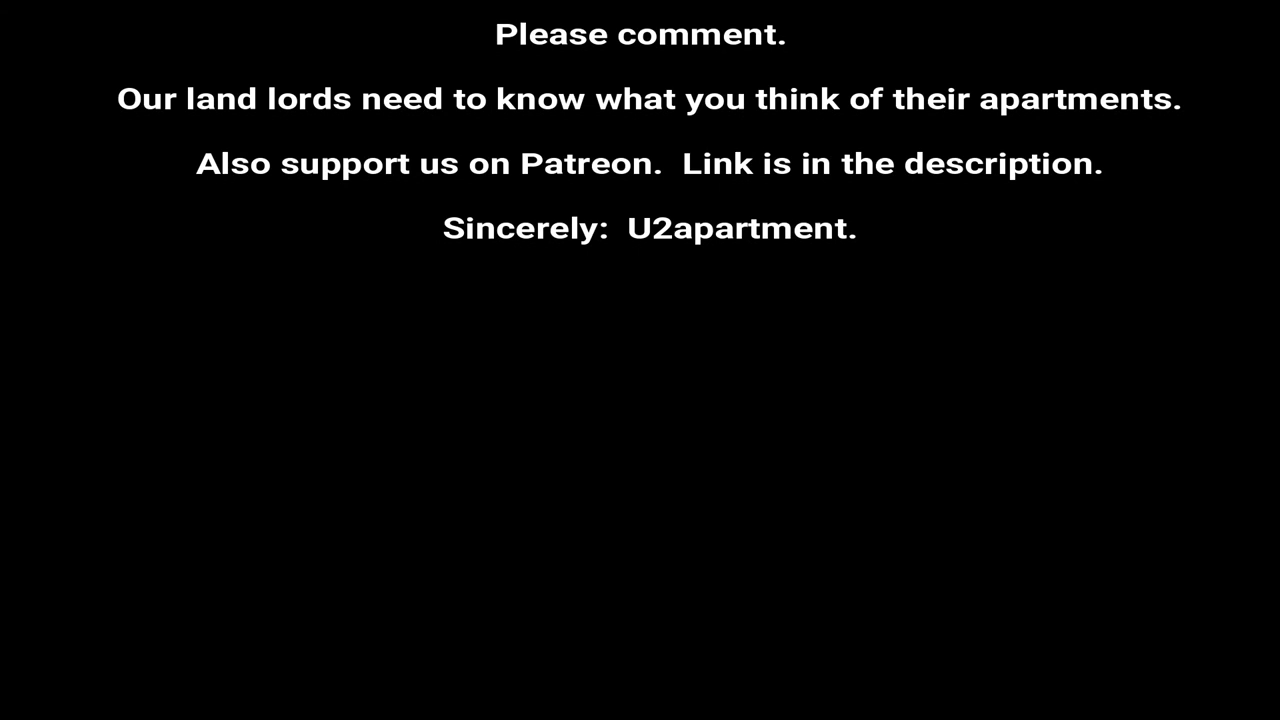 Please comment.
Our land lords need to know what you think of their apartments.
Also support us on Patreon.  Link is in the description.
Sincerely:  U2apartment.